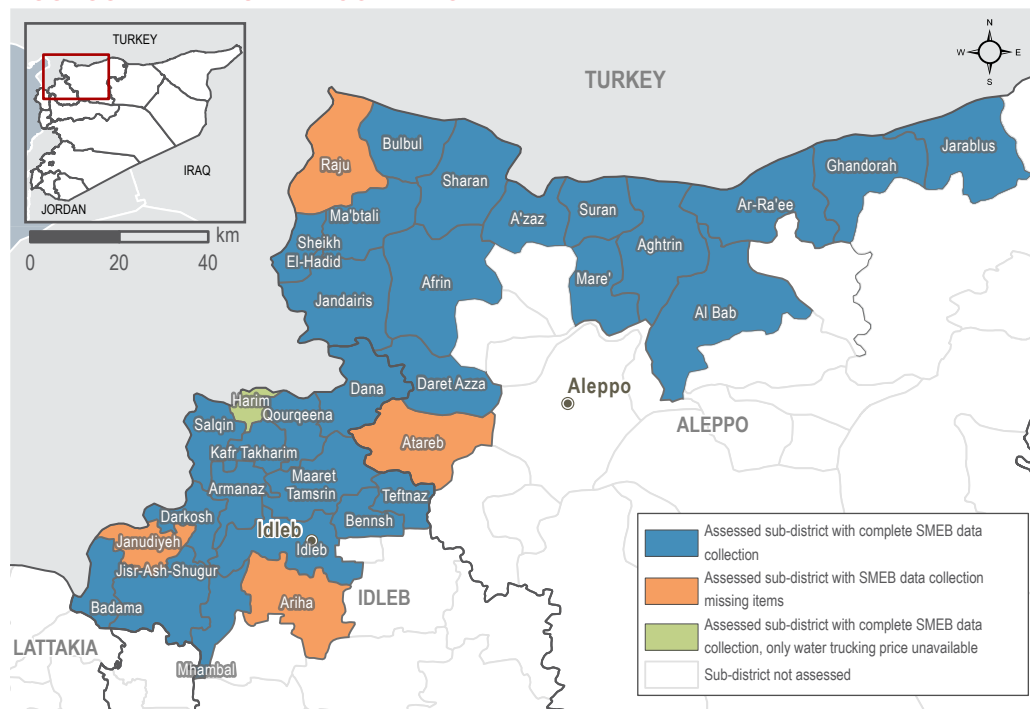 TURKEY
IRAQ
JORDAN
km
0 20 40
N
W E
S
TURKEY
Raju
Bulbul
Sharan
Ma'btali
Sheikh
El-Hadid
Jandairis
Afrin
A'zaz
Suran
Mare'
Aghtrin
Ar-Ra'ee
Al Bab
Ghandorah
Jarablus
Dana
Daret Azza
Aleppo
ALEPPO
Atareb
Harim
Qourqeena
Salqin
Kafr Takharim
Maaret
Tamsrin
Armanaz
Teftnaz
Bennsh
Darkosh
Idleb
Idleb
Janudiyeh
Jisr-Ash-Shugur
Ariha
IDLEB
Badama
LATTAKIA
Mhambal
Assessed sub-district with complete SMEB data
collection
Assessed sub-district with SMEB data collection
missing items
Assessed sub-district with complete SMEB data
collection, only water trucking price unavailable
Sub-district not assessed